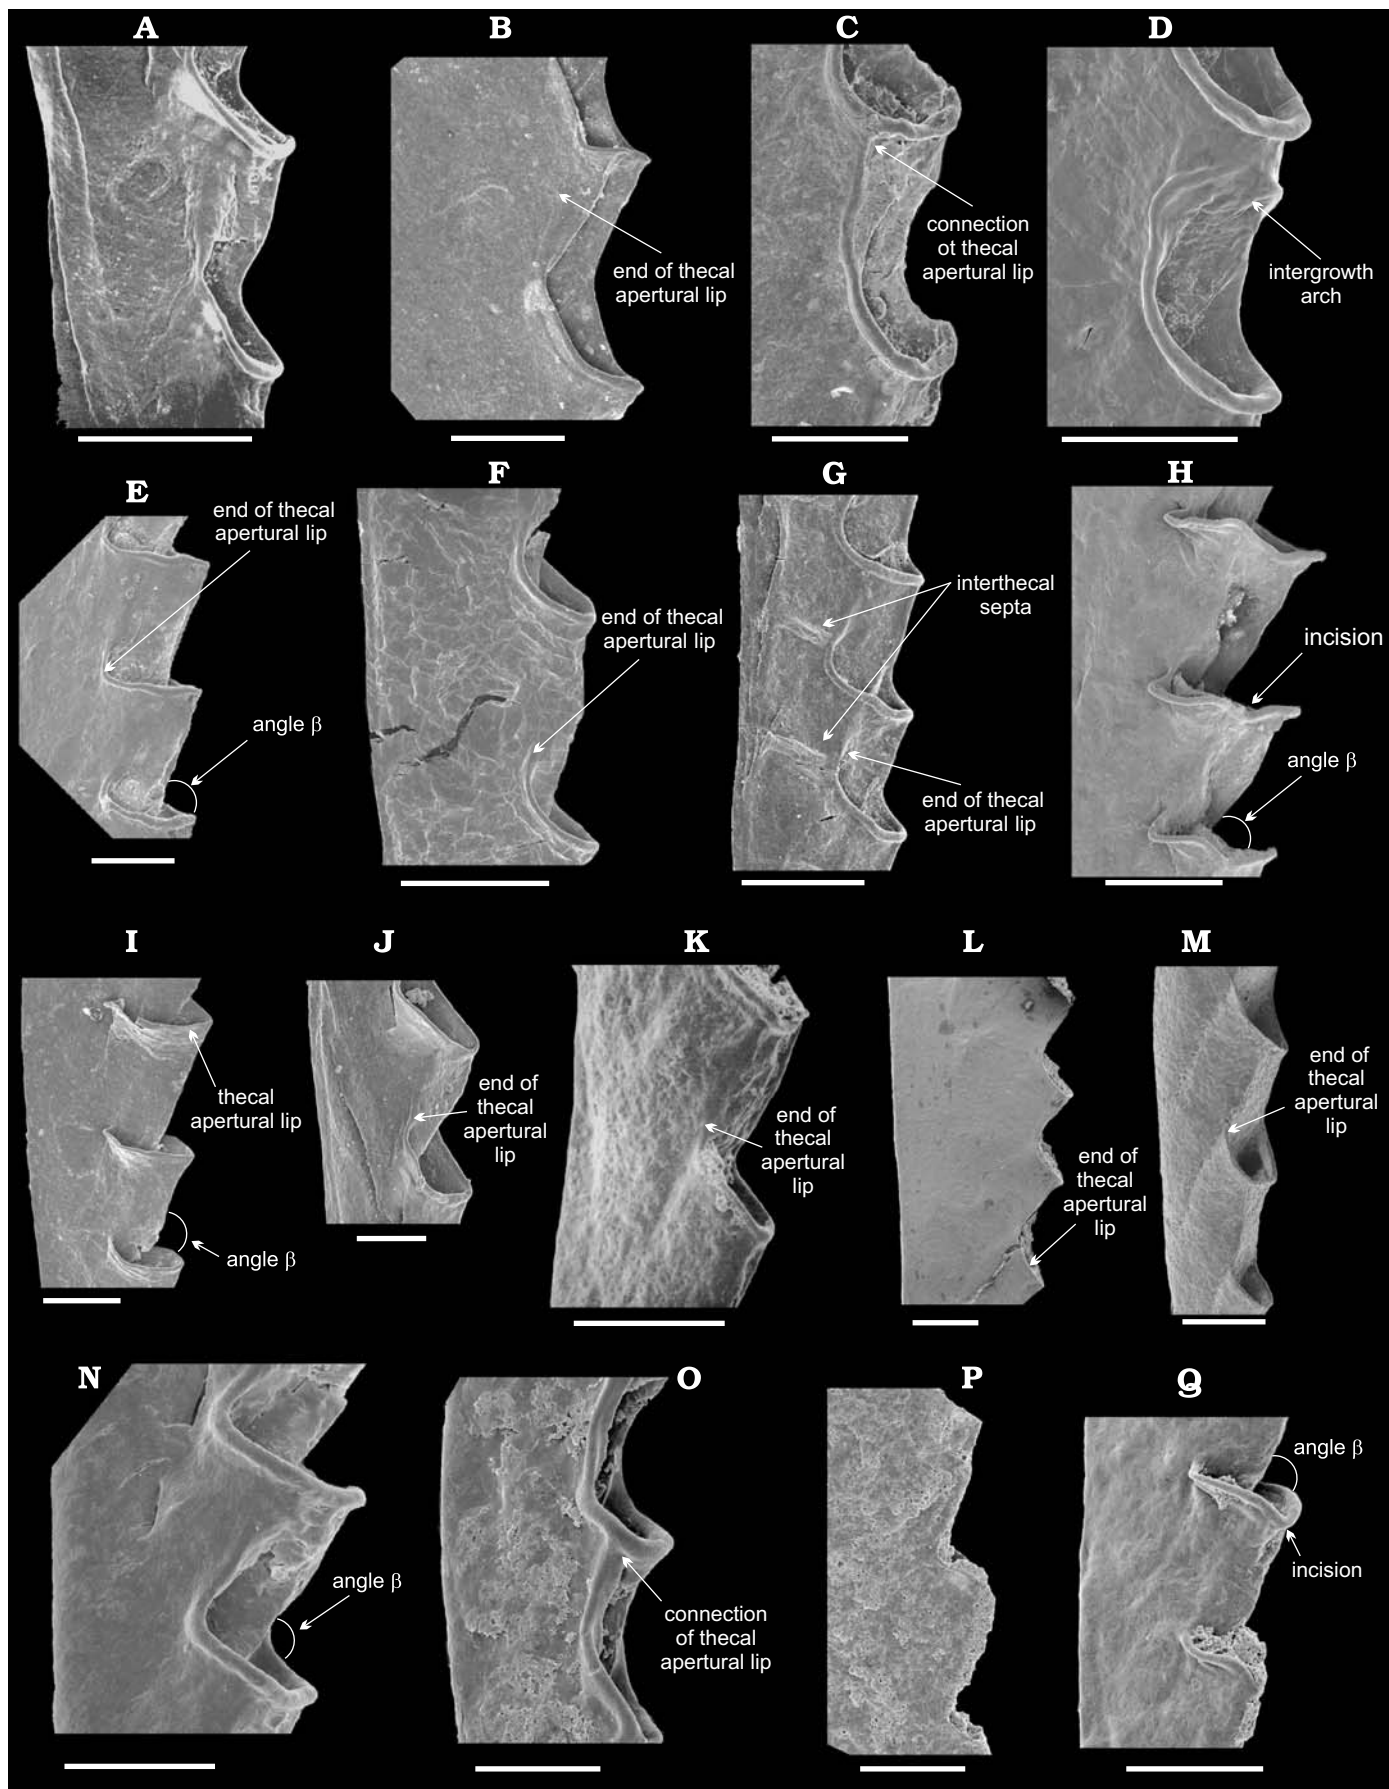 A
B
C
D
end of thecal
apertural lip
connection
ot thecal
apertural lip
intergrowth
arch
E
F
G
H
end of thecal
apertural lip
angle β
end of thecal
apertural lip
interthecal
septa
end of thecal
apertural lip
incision
angle β
I
J
K
L
M
thecal
apertural lip
angle β
end of
thecal
apertural
lip
end of
thecal
apertural
lip
end of
thecal
apertural
lip
end of
thecal
apertural
lip
N
O
P
Q
angle β
connection
of thecal
apertural lip
angle β
incision